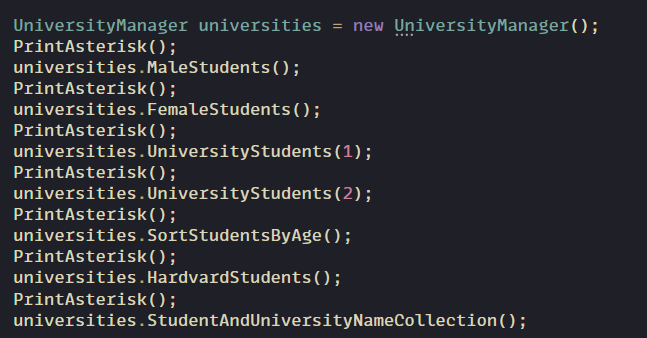 UniversityManager universities = new UniversityManager();
PrintAsterisk();
universities.MaleStudents();
PrintAsterisk();
universities.FemaleStudents();
PrintAsterisk();
universities.UniversityStudents(1);
PrintAsterisk();
universities.UniversityStudents(2);
PrintAsterisk();
universities.SortStudentsByAge();
PrintAsterisk();
universities.HardvardStudents();
PrintAsterisk();
universities.StudentAndUniversityNameCollection();